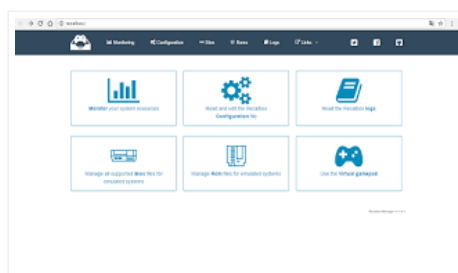 Monitoring Configuration Bios Roms Logs Links
Monitor your system resources
Read and edit the recalbox
Configuration file
Read the recalbox logs
Manage all supported Bios files for
emulated systems
Manage Rom files for emulated systems
Use the Virtual gamepad